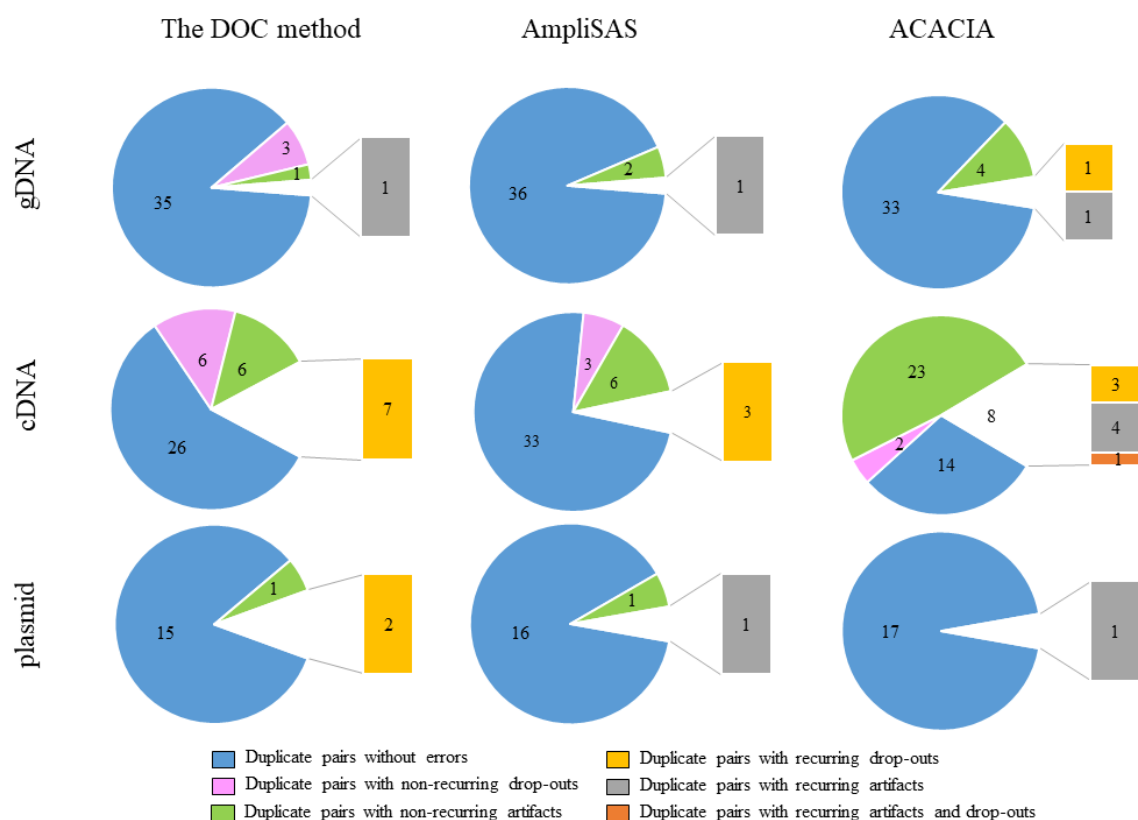 The DOC method AmpliSAS ACACIA
gDNA
35 3 1 1
36 2 1
33 4 1
1
cDNA
26 6 6 7
33 3 6 3
23 8 2 14 3
4
1
plasmid
15 1 2
16 1 1
17 1
Duplicate pairs without errors
Duplicate pairs with non-recurring drop-outs
Duplicate pairs with non-recurring artifacts
Duplicate pairs with recurring drop-outs
Duplicate pairs with recurring artifacts
Duplicate pairs with recurring artifacts and drop-outs